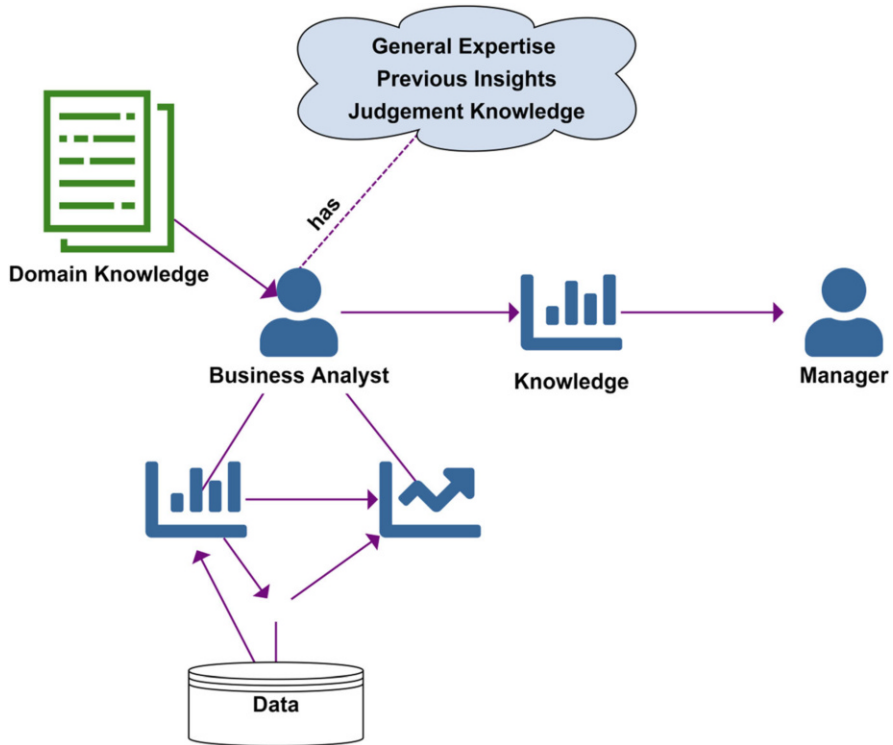 General Expertise
Previous Insights
Judgement Knowledge
has
Domain Knowledge
Business Analyst
Knowledge
Manager
Data